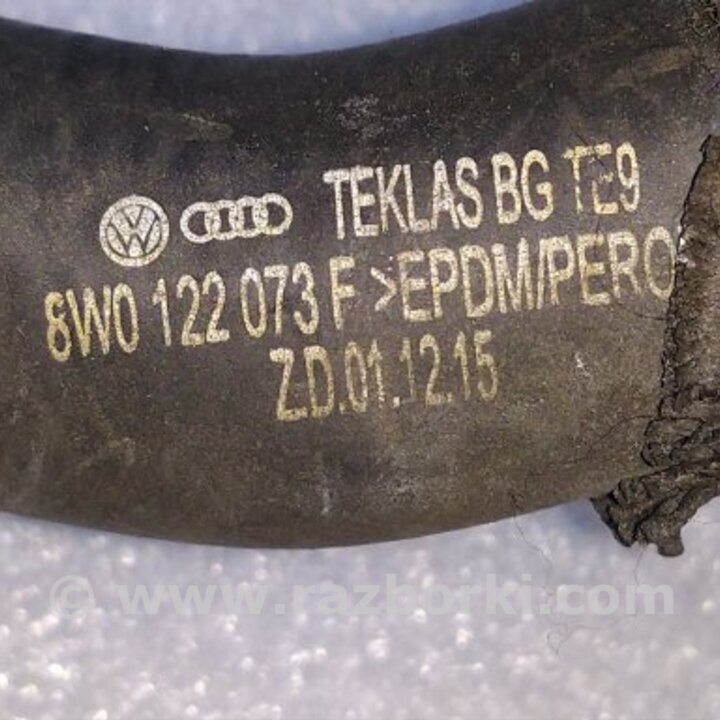 TEKLAS BG TE9
8W0 122 073 F >EPDM/PERO
ZD.01.12.15
© www.razborki.com